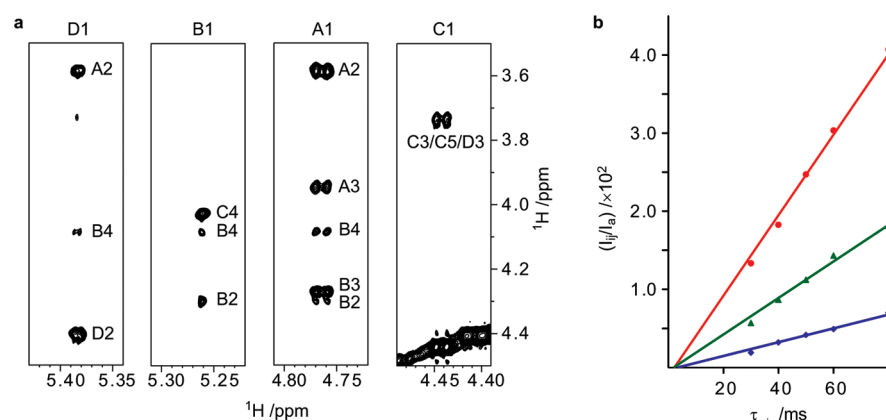 a
D1 B1 A1 C1
A2
B4
D2
C4
B4
B2
A2
A3
B4
B3
B2
C3/C5/D3
3.6
3.8
4.0
4.2
4.4
¹H /ppm
5.40 5.35 5.30 5.25 4.80 4.75 4.45 4.40
¹H /ppm
b
4.0
3.0
2.0
1.0
(Iij/Ia) /×10²
20 40 60
/ms